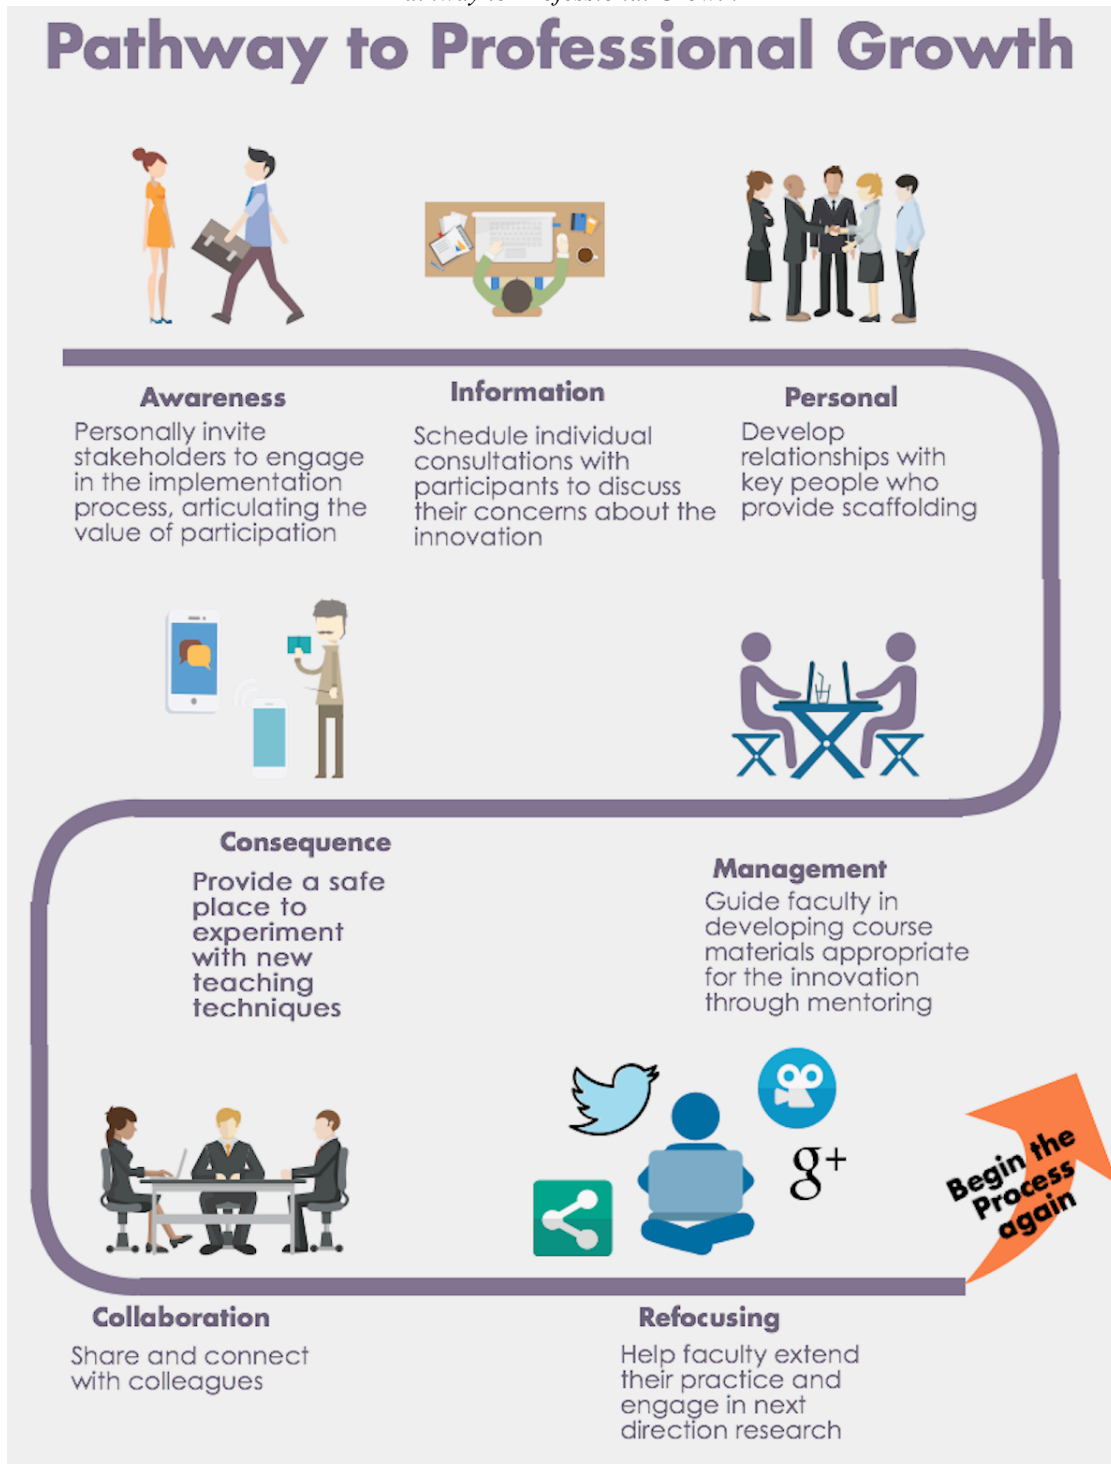 Pathway to Professional Growth
Awareness
Personally invite
stakeholders to engage
in the implementation
process, articulating the
value of participation
Information
Schedule individual
consultations with
participants to discuss
their concerns about the
innovation
Personal
Develop
relationships with
key people who
provide scaffolding
Management
Guide faculty in
developing course
materials appropriate
for the innovation
through mentoring
Consequence
Provide a safe
place to
experiment
with new
teaching
techniques
Collaboration
Share and connect
with colleagues
g+
Refocusing
Help faculty extend
their practice and
engage in next
direction research
Begin the
Process
again